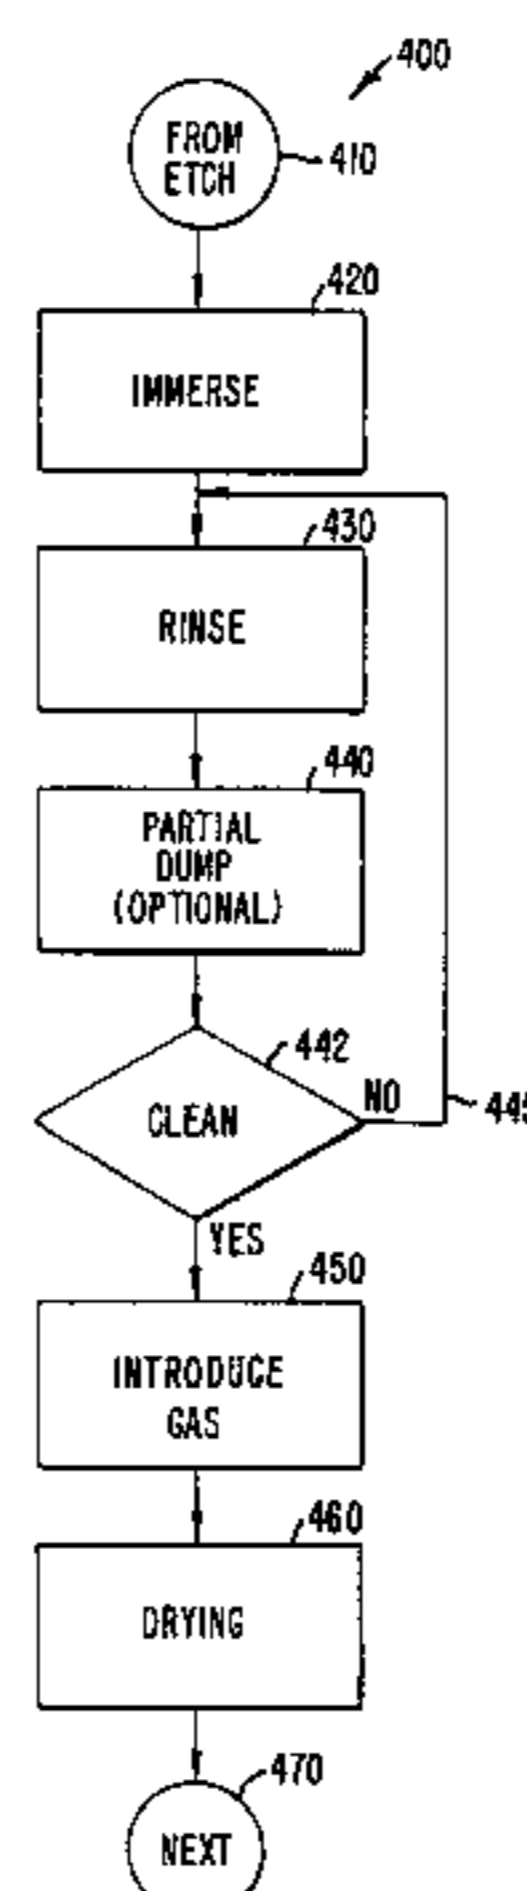 400
FROM
ETCH
410
420
IMMERSE
430
RINSE
440
PARTIAL
DUMP
(OPTIONAL)
442
CLEAN
NO
445
YES
450
INTRODUCE
GAS
460
DRYING
470
NEXT